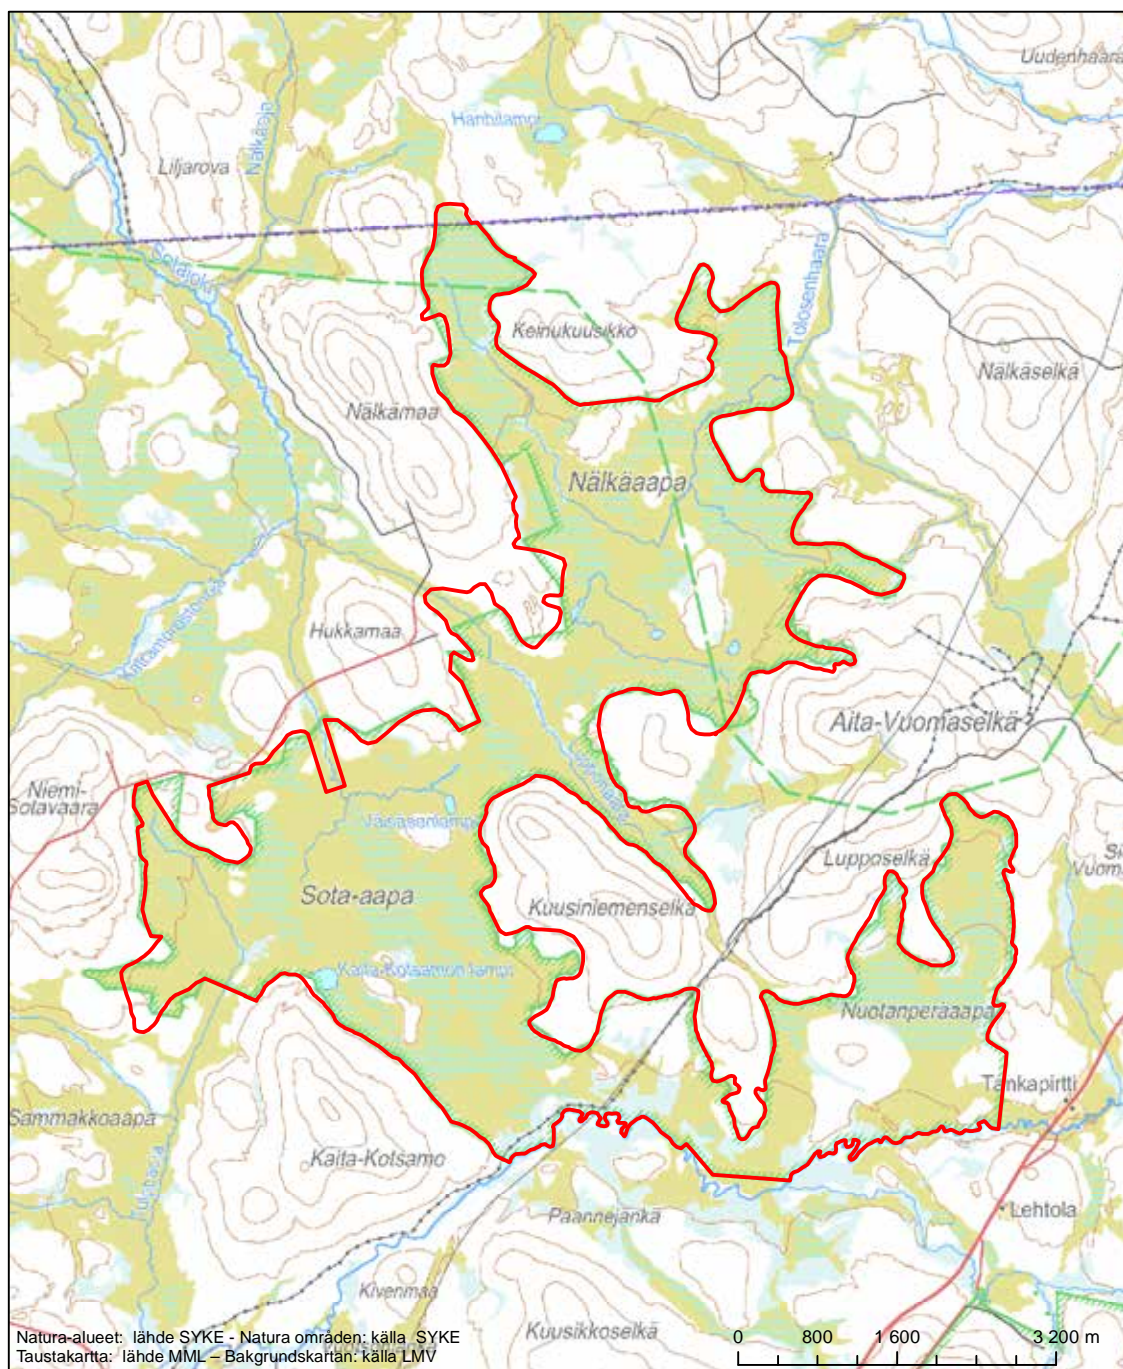 Uudenhaara
Hanhilampi
Liljarova
Nälkäoja
Sotajoki
Tolosenhaara
Keinukuusikko
Nälkäselkä
Nälkämaa
Nälkäaapa
Hukkamaa
Aita-Vuomaselkä
Niemi-
Sotavaara
Lupposelkä
Sota-aapa
Kuusiniemenselkä
Kaita-Kotsamon lampi
Nuotanperäaapa
Tankapirtti
Sammakkoaapa
Kaita-Kotsamo
Lehtola
Paannejänkä
Kivenmaa
Kuusikkoselkä
Natura-alueet: lähde SYKE - Natura områden: källa SYKE
Taustakartta: lähde MML – Bakgrundskartan: källa LMV
0 800 1 600 3 200 m